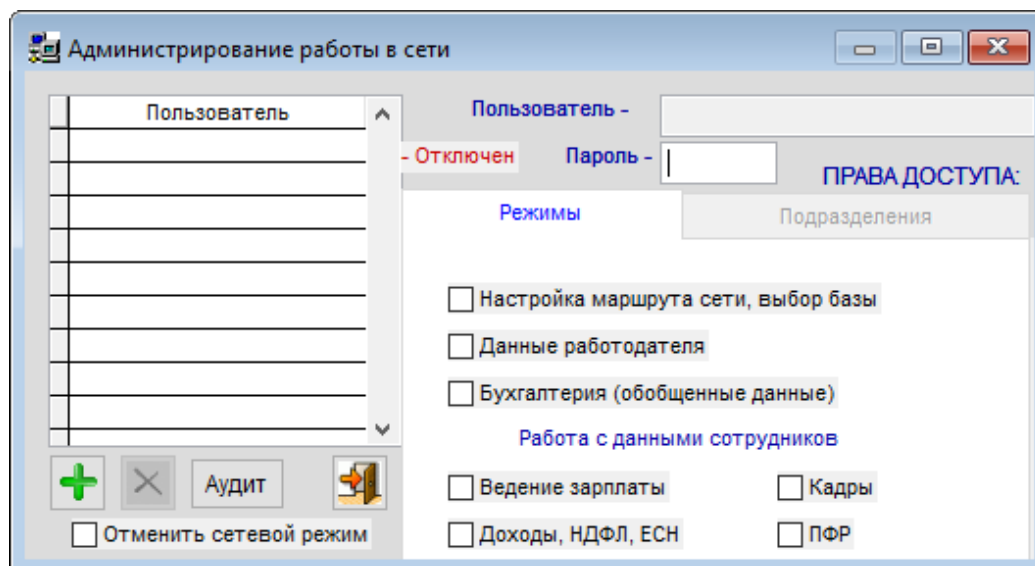 Администрирование работы в сети
Пользователь
Пользователь -
- Отключен Пароль -
ПРАВА ДОСТУПА:
Режимы Подразделения
Настройка маршрута сети, выбор базы
Данные работодателя
Бухгалтерия (обобщенные данные)
Работа с данными сотрудников
Ведение зарплаты Кадры
Доходы, НДФЛ, ЕСН ПФР
Аудит
Отменить сетевой режим